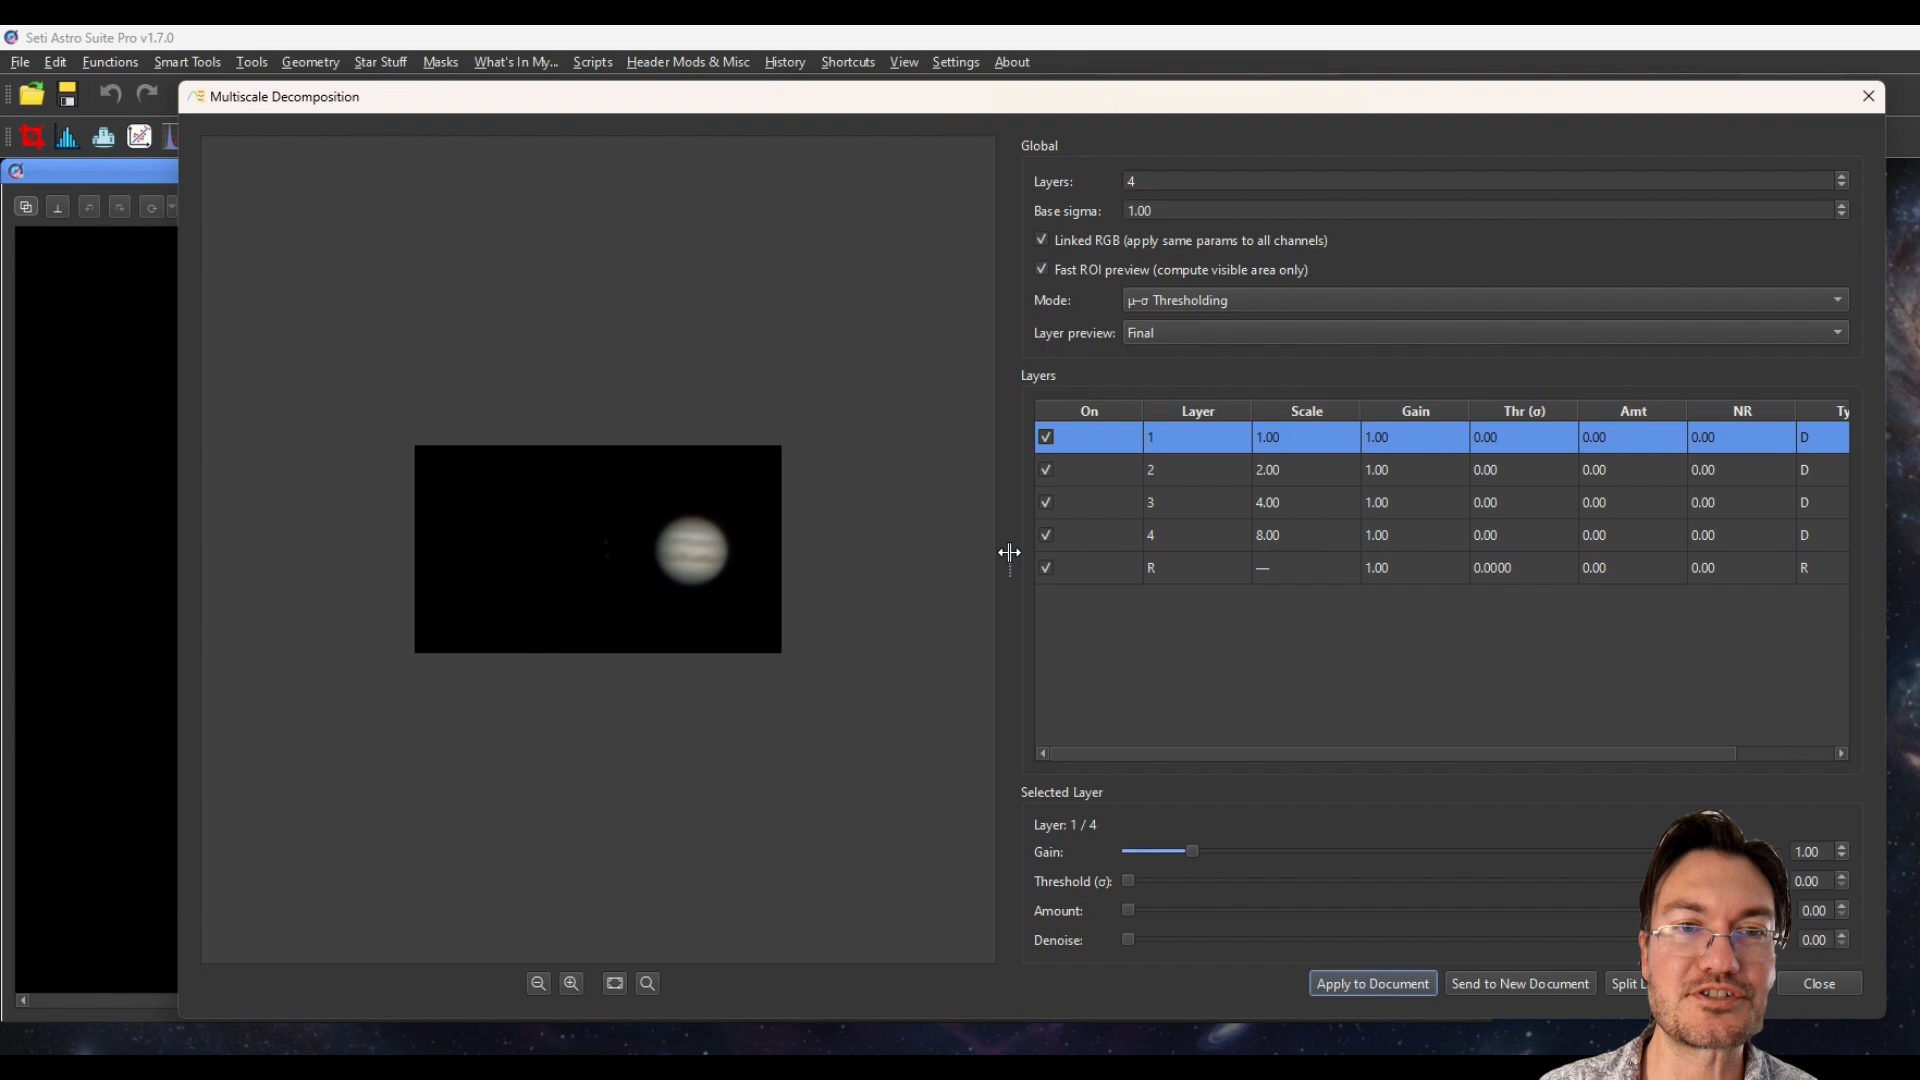 Seti Astro Suite Pro v1.7.0
File Edit Functions Smart Tools Tools Geometry Star Stuff Masks What's In My... Scripts Header Mods & Misc History Shortcuts View Settings About
Multiscale Decomposition
Global
Layers: 4
Base sigma: 1.00
Linked RGB (apply same params to all channels)
Fast ROI preview (compute visible area only)
Mode: μ–σ Thresholding
Layer preview: Final
Layers
On Layer Scale Gain Thr (σ) Amt NR Ty
1 1.00 1.00 0.00 0.00 0.00 D
2 2.00 1.00 0.00 0.00 0.00 D
3 4.00 1.00 0.00 0.00 0.00 D
4 8.00 1.00 0.00 0.00 0.00 D
R — 1.00 0.0000 0.00 0.00 R
Selected Layer
Layer: 1 / 4
Gain: 1.00
Threshold (σ): 0.00
Amount: 0.00
Denoise: 0.00
Apply to Document Send to New Document Split Close